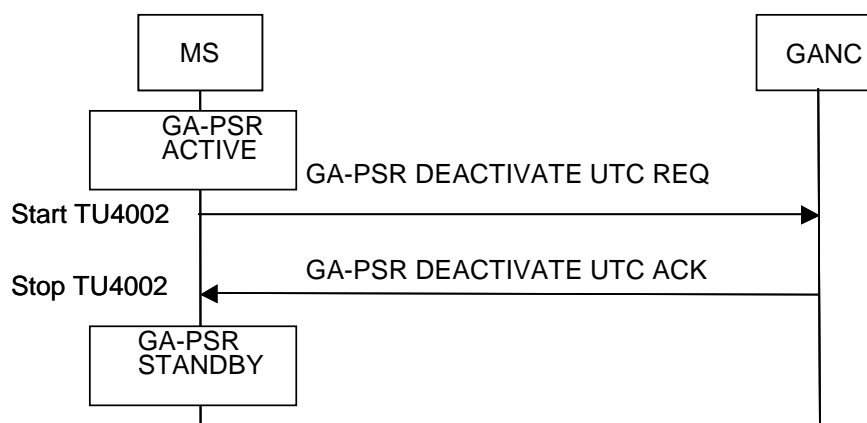 MS
GANC
GA-PSR
ACTIVE
GA-PSR DEACTIVATE UTC REQ
Start TU4002
GA-PSR DEACTIVATE UTC ACK
Stop TU4002
GA-PSR
STANDBY